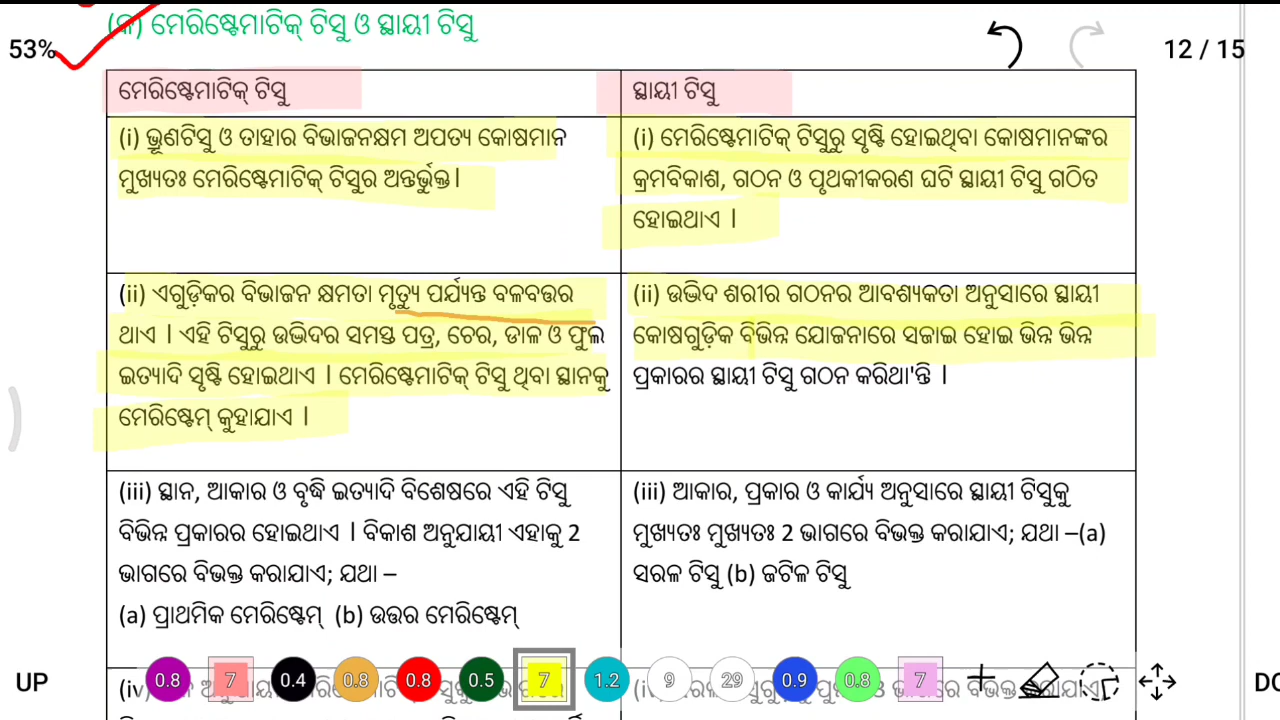 (କ) ମେରିଷ୍ଟେମାଟିକ୍ ଟିସୁ ଓ ସ୍ଥାୟୀ ଟିସୁ
53%
12 / 15
ମେରିଷ୍ଟେମାଟିକ୍ ଟିସୁ
ସ୍ଥାୟୀ ଟିସୁ
(i) ଭ୍ରୂଣଟିସୁ ଓ ତାହାର ବିଭାଜନକ୍ଷମ ଅପତ୍ୟ କୋଷମାନ
ମୁଖ୍ୟତଃ ମେରିଷ୍ଟେମାଟିକ୍ ଟିସୁର ଅନ୍ତର୍ଭୁକ୍ତ।
(i) ମେରିଷ୍ଟେମାଟିକ୍ ଟିସୁରୁ ସୃଷ୍ଟି ହୋଇଥିବା କୋଷମାନଙ୍କର
କ୍ରମବିକାଶ, ଗଠନ ଓ ପୃଥକୀକରଣ ଘଟି ସ୍ଥାୟୀ ଟିସୁ ଗଠିତ
ହୋଇଥାଏ ।
(ii) ଏଗୁଡ଼ିକର ବିଭାଜନ କ୍ଷମତା ମୃତ୍ୟୁ ପର୍ଯ୍ୟନ୍ତ ବଳବତ୍ତର
ଥାଏ । ଏହି ଟିସୁରୁ ଉଦ୍ଭିଦର ସମସ୍ତ ପତ୍ର, ଚେର, ଡାଳ ଓ ଫୁଲ
ଇତ୍ୟାଦି ସୃଷ୍ଟି ହୋଇଥାଏ । ମେରିଷ୍ଟେମାଟିକ୍ ଟିସୁ ଥିବା ସ୍ଥାନକୁ
ମେରିଷ୍ଟେମ୍ କୁହାଯାଏ ।
(ii) ଉଦ୍ଭିଦ ଶରୀର ଗଠନର ଆବଶ୍ୟକତା ଅନୁସାରେ ସ୍ଥାୟୀ
କୋଷଗୁଡ଼ିକ ବିଭିନ୍ନ ଯୋଜନାରେ ସଜାଇ ହୋଇ ଭିନ୍ନ ଭିନ୍ନ
ପ୍ରକାରର ସ୍ଥାୟୀ ଟିସୁ ଗଠନ କରିଥା'ନ୍ତି ।
(iii) ସ୍ଥାନ, ଆକାର ଓ ବୃଦ୍ଧି ଇତ୍ୟାଦି ବିଶେଷରେ ଏହି ଟିସୁ
ବିଭିନ୍ନ ପ୍ରକାରର ହୋଇଥାଏ । ବିକାଶ ଅନୁଯାୟୀ ଏହାକୁ 2
ଭାଗରେ ବିଭକ୍ତ କରାଯାଏ; ଯଥା –
(a) ପ୍ରାଥମିକ ମେରିଷ୍ଟେମ୍ (b) ଉତ୍ତର ମେରିଷ୍ଟେମ୍
(iii) ଆକାର, ପ୍ରକାର ଓ କାର୍ଯ୍ୟ ଅନୁସାରେ ସ୍ଥାୟୀ ଟିସୁକୁ
ମୁଖ୍ୟତଃ ମୁଖ୍ୟତଃ 2 ଭାଗରେ ବିଭକ୍ତ କରାଯାଏ; ଯଥା –(a)
ସରଳ ଟିସୁ (b) ଜଟିଳ ଟିସୁ
UP 0.8 7 0.4 0.8 0.8 0.5 7 1.2 9 29 0.9 0.8 7 DO